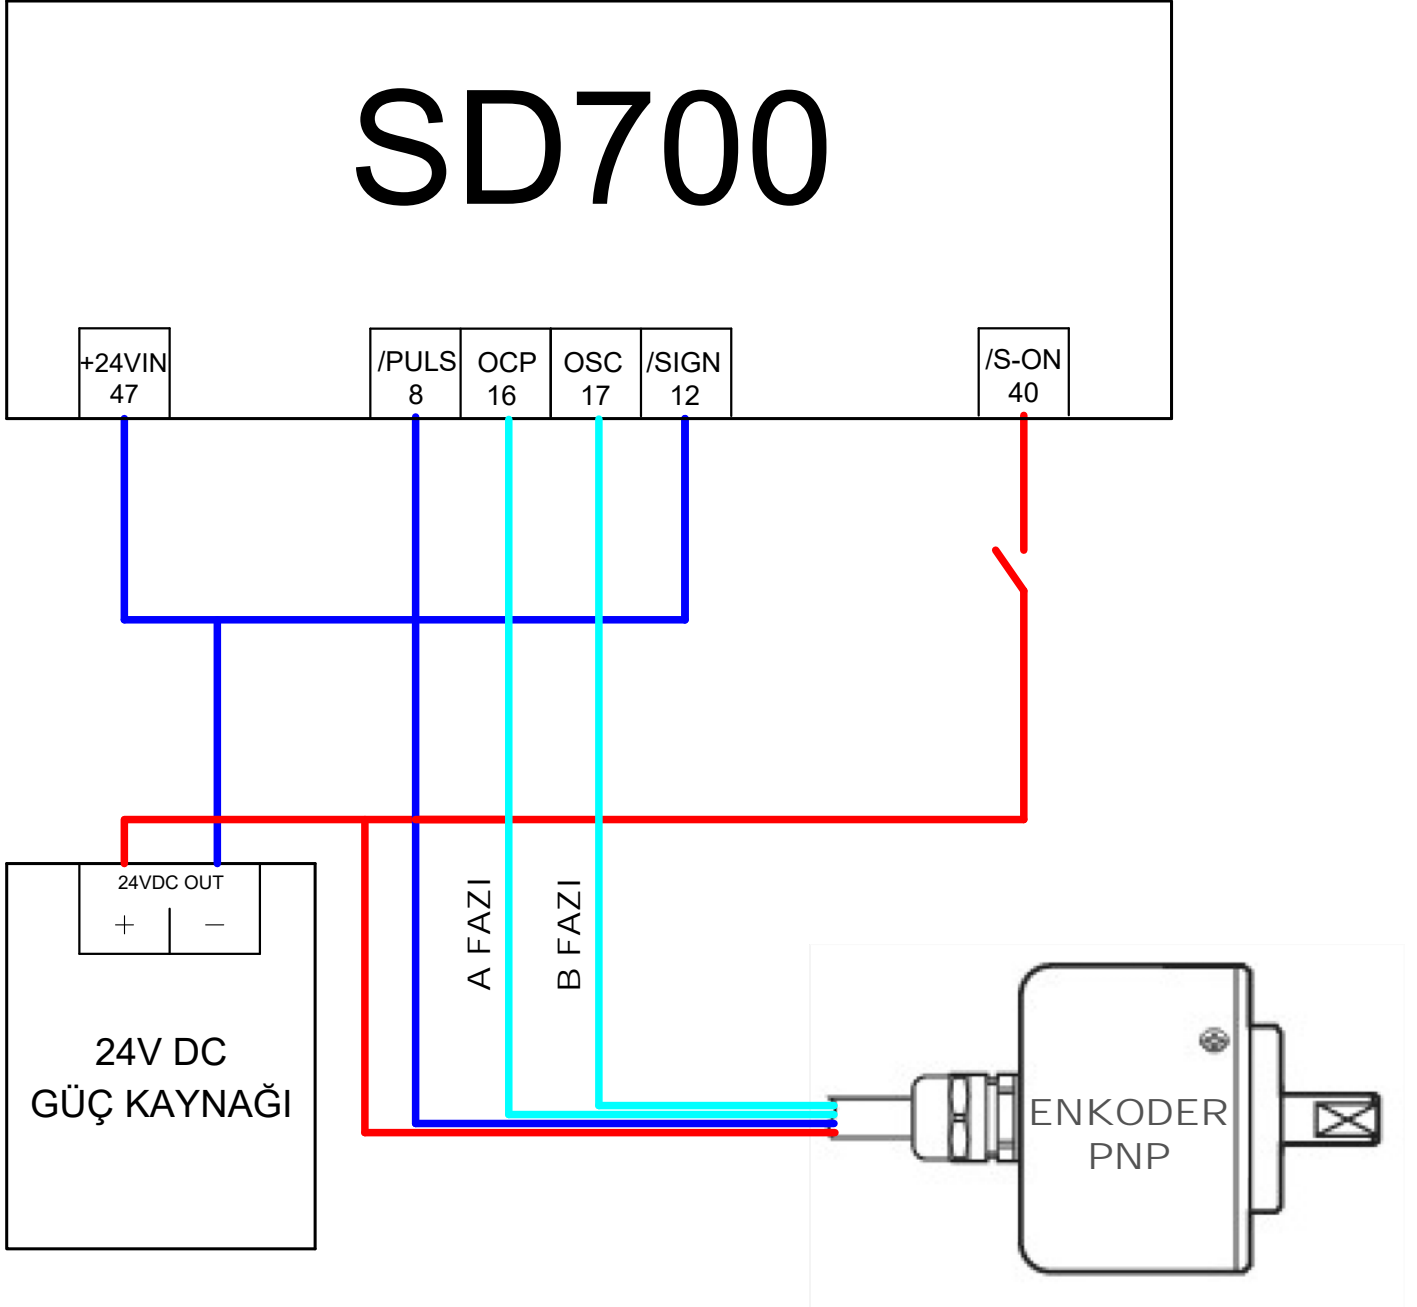 SD700
+24VIN
47
/PULS
8
OCP
16
OSC
17
/SIGN
12
/S-ON
40
24VDC OUT
+ −
24V DC
GÜÇ KAYNAĞI
A FAZI
B FAZI
ENKODER
PNP